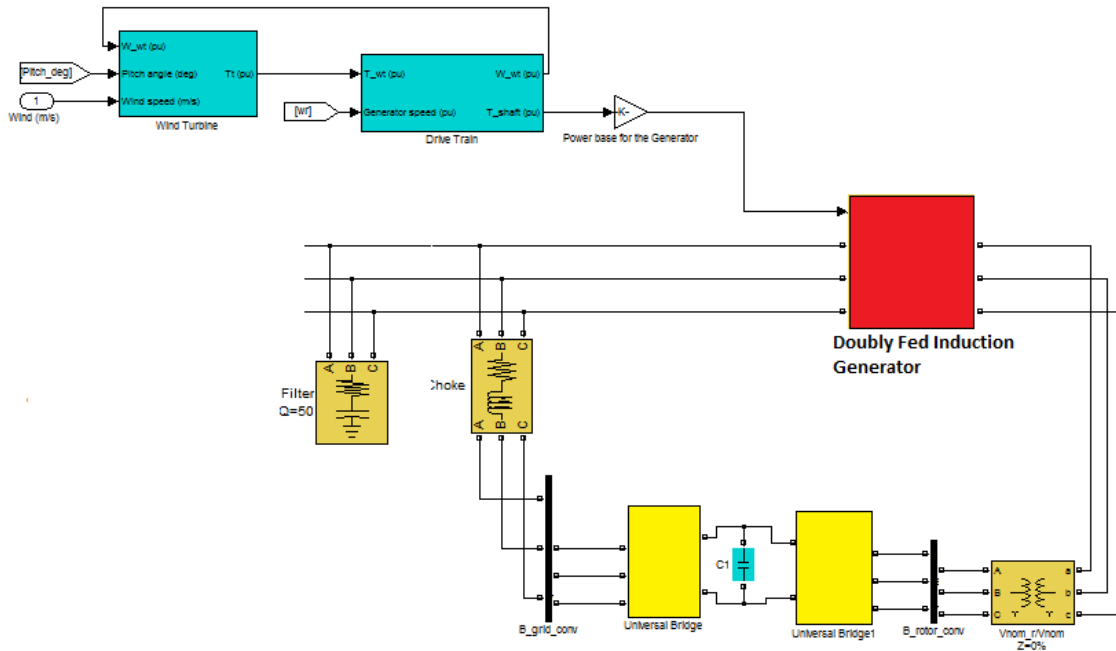 W_wt (pu)
[Pitch_deg]
Pitch angle (deg)
Tt (pu)
1
Wind speed (m/s)
Wind (m/s)
Wind Turbine
T_wt (pu)
W_wt (pu)
[wr]
Generator speed (pu)
T_shaft (pu)
Drive Train
K-
Power base for the Generator
Doubly Fed Induction
Generator
A
B
C
Filter
Q=50
A
B
C
Choke
A
B
C
B_grid_conv
Universal Bridge
C1
Universal Bridge1
B_rotor_conv
A
B
C
a
b
c
Y
Y
Vnom_r/Vnom
Z=0%